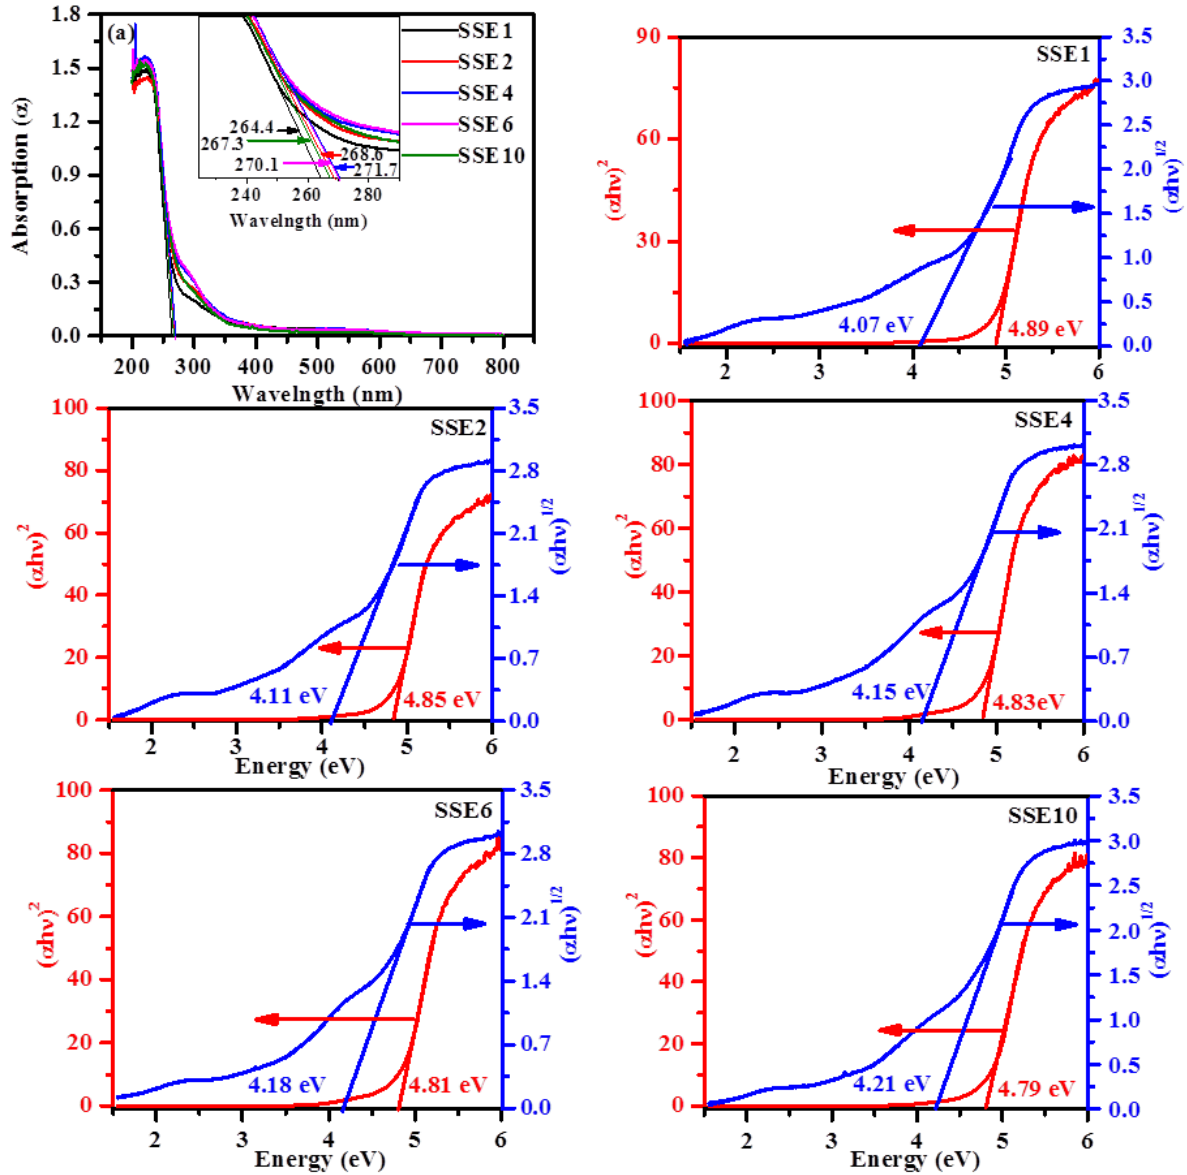 (a)
SSE1
SSE2
SSE4
SSE6
SSE10
1.8
1.5
1.2
0.9
0.6
0.3
0.0
Absorption (α)
264.4
267.3
268.6
270.1
271.7
240 260 280
Wavelngth (nm)
200 300 400 500 600 700 800
Wavelngth (nm)
SSE1
90
60
30
0
(αhν)²
3.5
3.0
2.5
2.0
1.5
1.0
0.5
0.0
(αhν)^1/2
4.07 eV
4.89 eV
2 3 4 5 6
SSE2
100
80
60
40
20
0
(αhν)²
3.5
2.8
2.1
1.4
0.7
0.0
(αhν)^1/2
4.11 eV
4.85 eV
2 3 4 5 6
Energy (eV)
SSE4
100
80
60
40
20
0
(αhν)²
3.5
2.8
2.1
1.4
0.7
0.0
(αhν)^1/2
4.15 eV
4.83eV
2 3 4 5 6
Energy (eV)
SSE6
100
80
60
40
20
0
(αhν)²
3.5
2.8
2.1
1.4
0.7
0.0
(αhν)^1/2
4.18 eV
4.81 eV
2 3 4 5 6
Energy (eV)
SSE10
100
80
60
40
20
0
(αhν)²
3.5
3.0
2.5
2.0
1.5
1.0
0.5
0.0
(αhν)^1/2
4.21 eV
4.79 eV
2 3 4 5 6
Energy (eV)